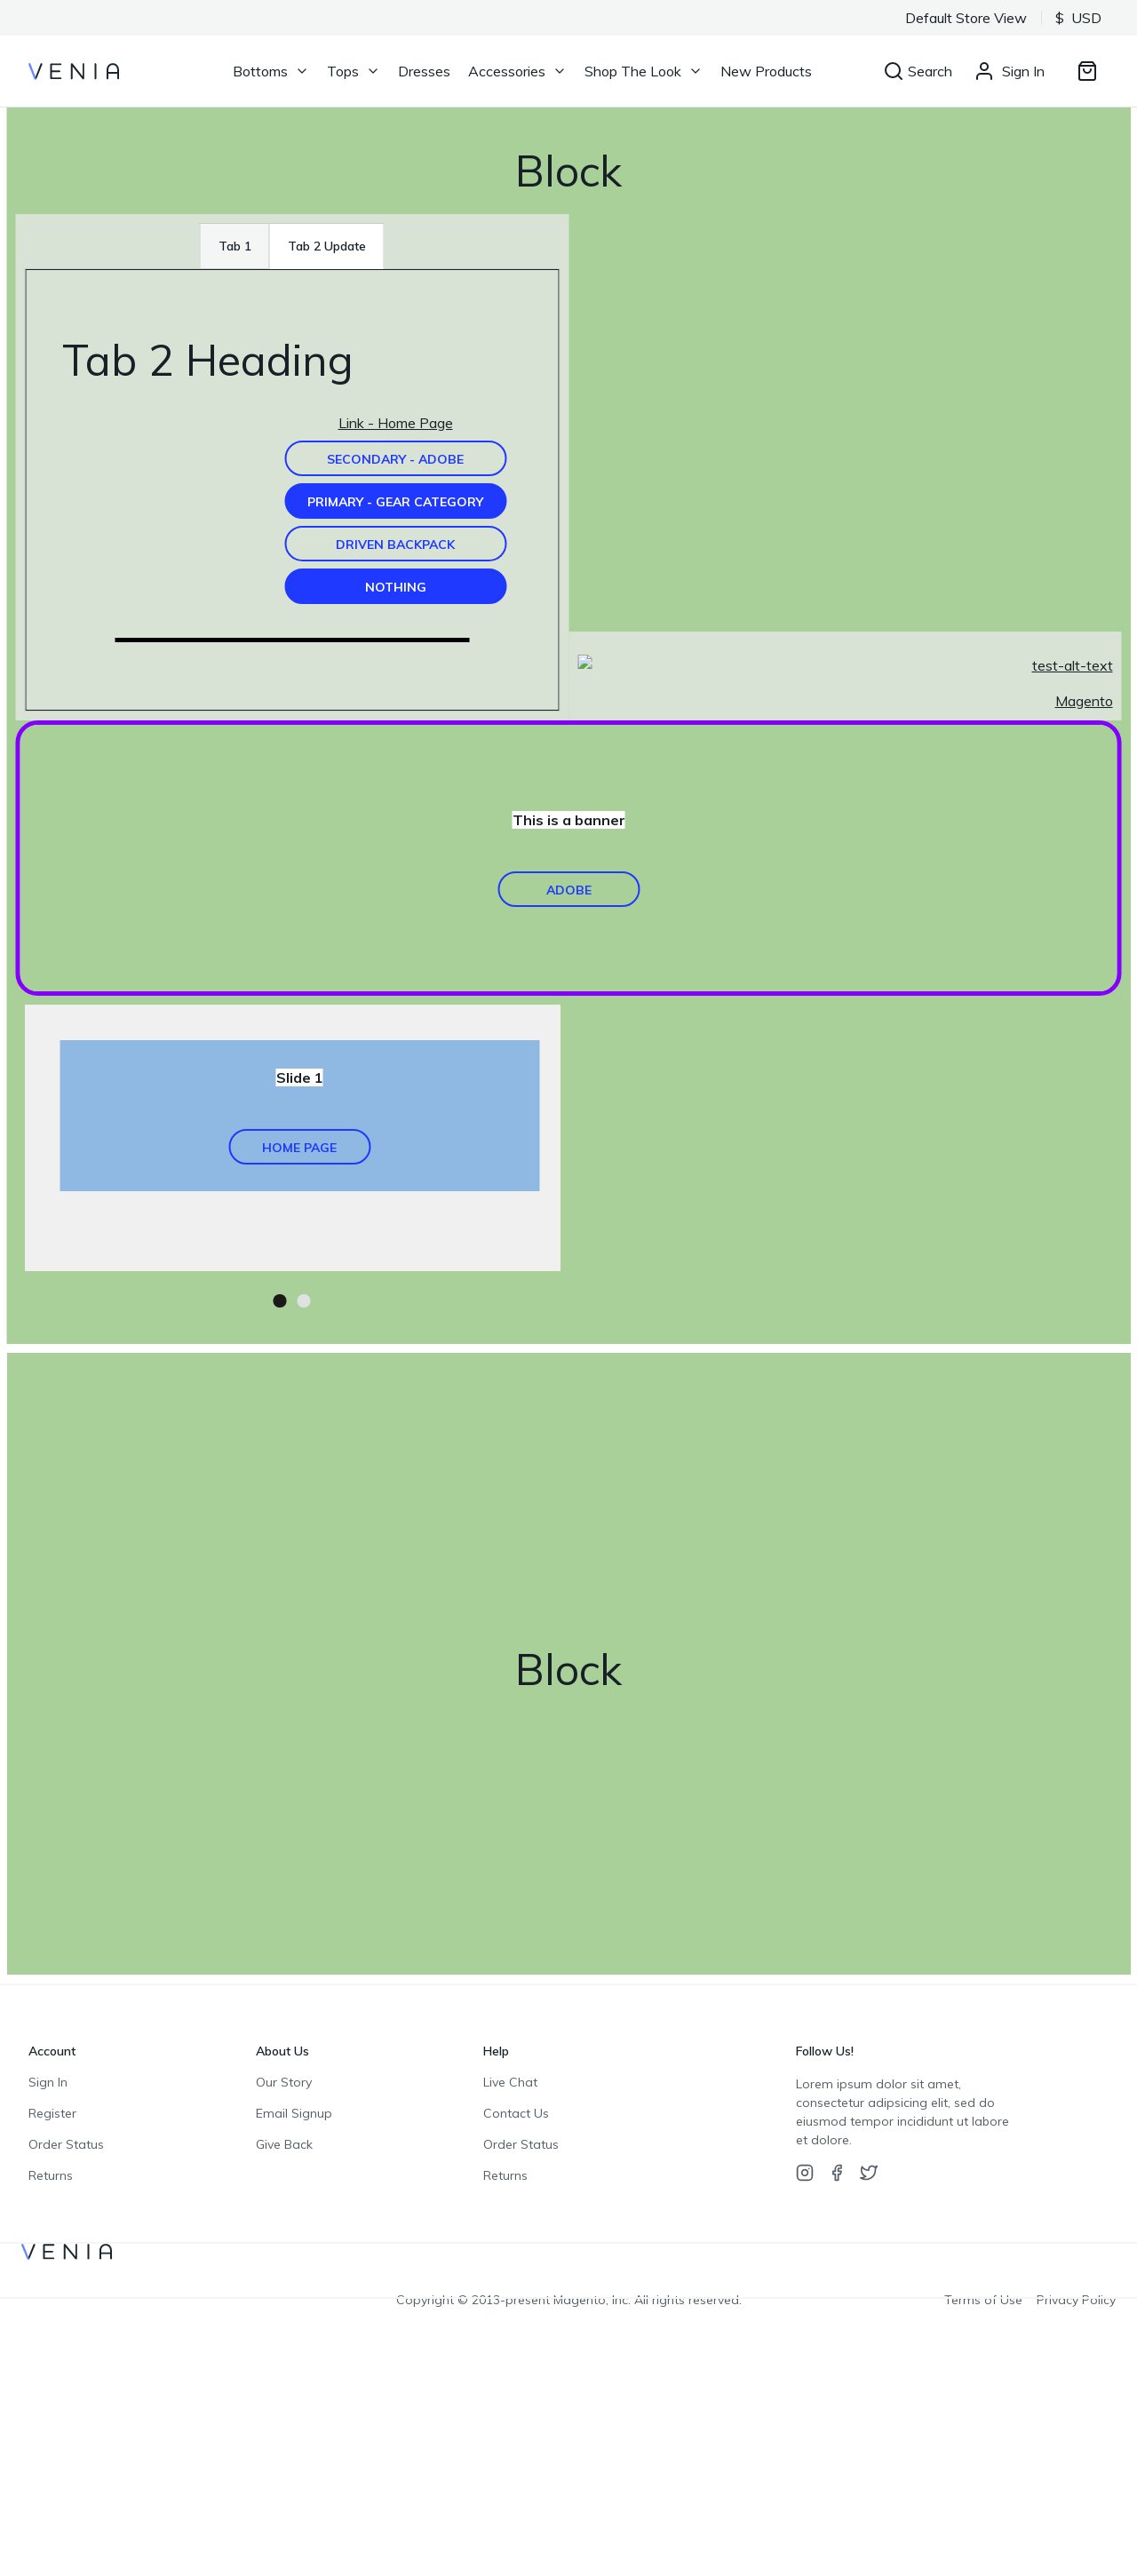 Default Store View
$ USD
VENIA
Bottoms
Tops
Dresses
Accessories
Shop The Look
New Products
Search
Sign In
Block
Tab 1
Tab 2 Update
Tab 2 Heading
Link - Home Page
SECONDARY - ADOBE
PRIMARY - GEAR CATEGORY
DRIVEN BACKPACK
NOTHING
test-alt-text
Magento
This is a banner
ADOBE
Slide 1
HOME PAGE
Block
Account
Sign In
Register
Order Status
Returns
About Us
Our Story
Email Signup
Give Back
Help
Live Chat
Contact Us
Order Status
Returns
Follow Us!
Lorem ipsum dolor sit amet,
consectetur adipsicing elit, sed do
eiusmod tempor incididunt ut labore
et dolore.
VENIA
Copyright © 2013-present Magento, Inc. All rights reserved.
Terms of Use
Privacy Policy